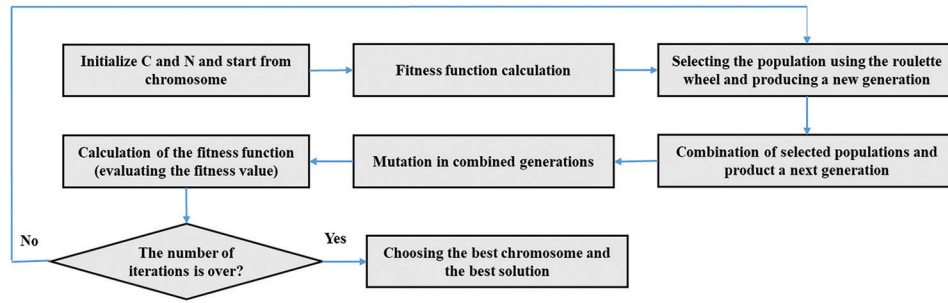 Initialize C and N and start from
chromosome
Fitness function calculation
Selecting the population using the roulette
wheel and producing a new generation
Calculation of the fitness function
(evaluating the fitness value)
Mutation in combined generations
Combination of selected populations and
product a next generation
No
The number of
iterations is over?
Yes
Choosing the best chromosome and
the best solution